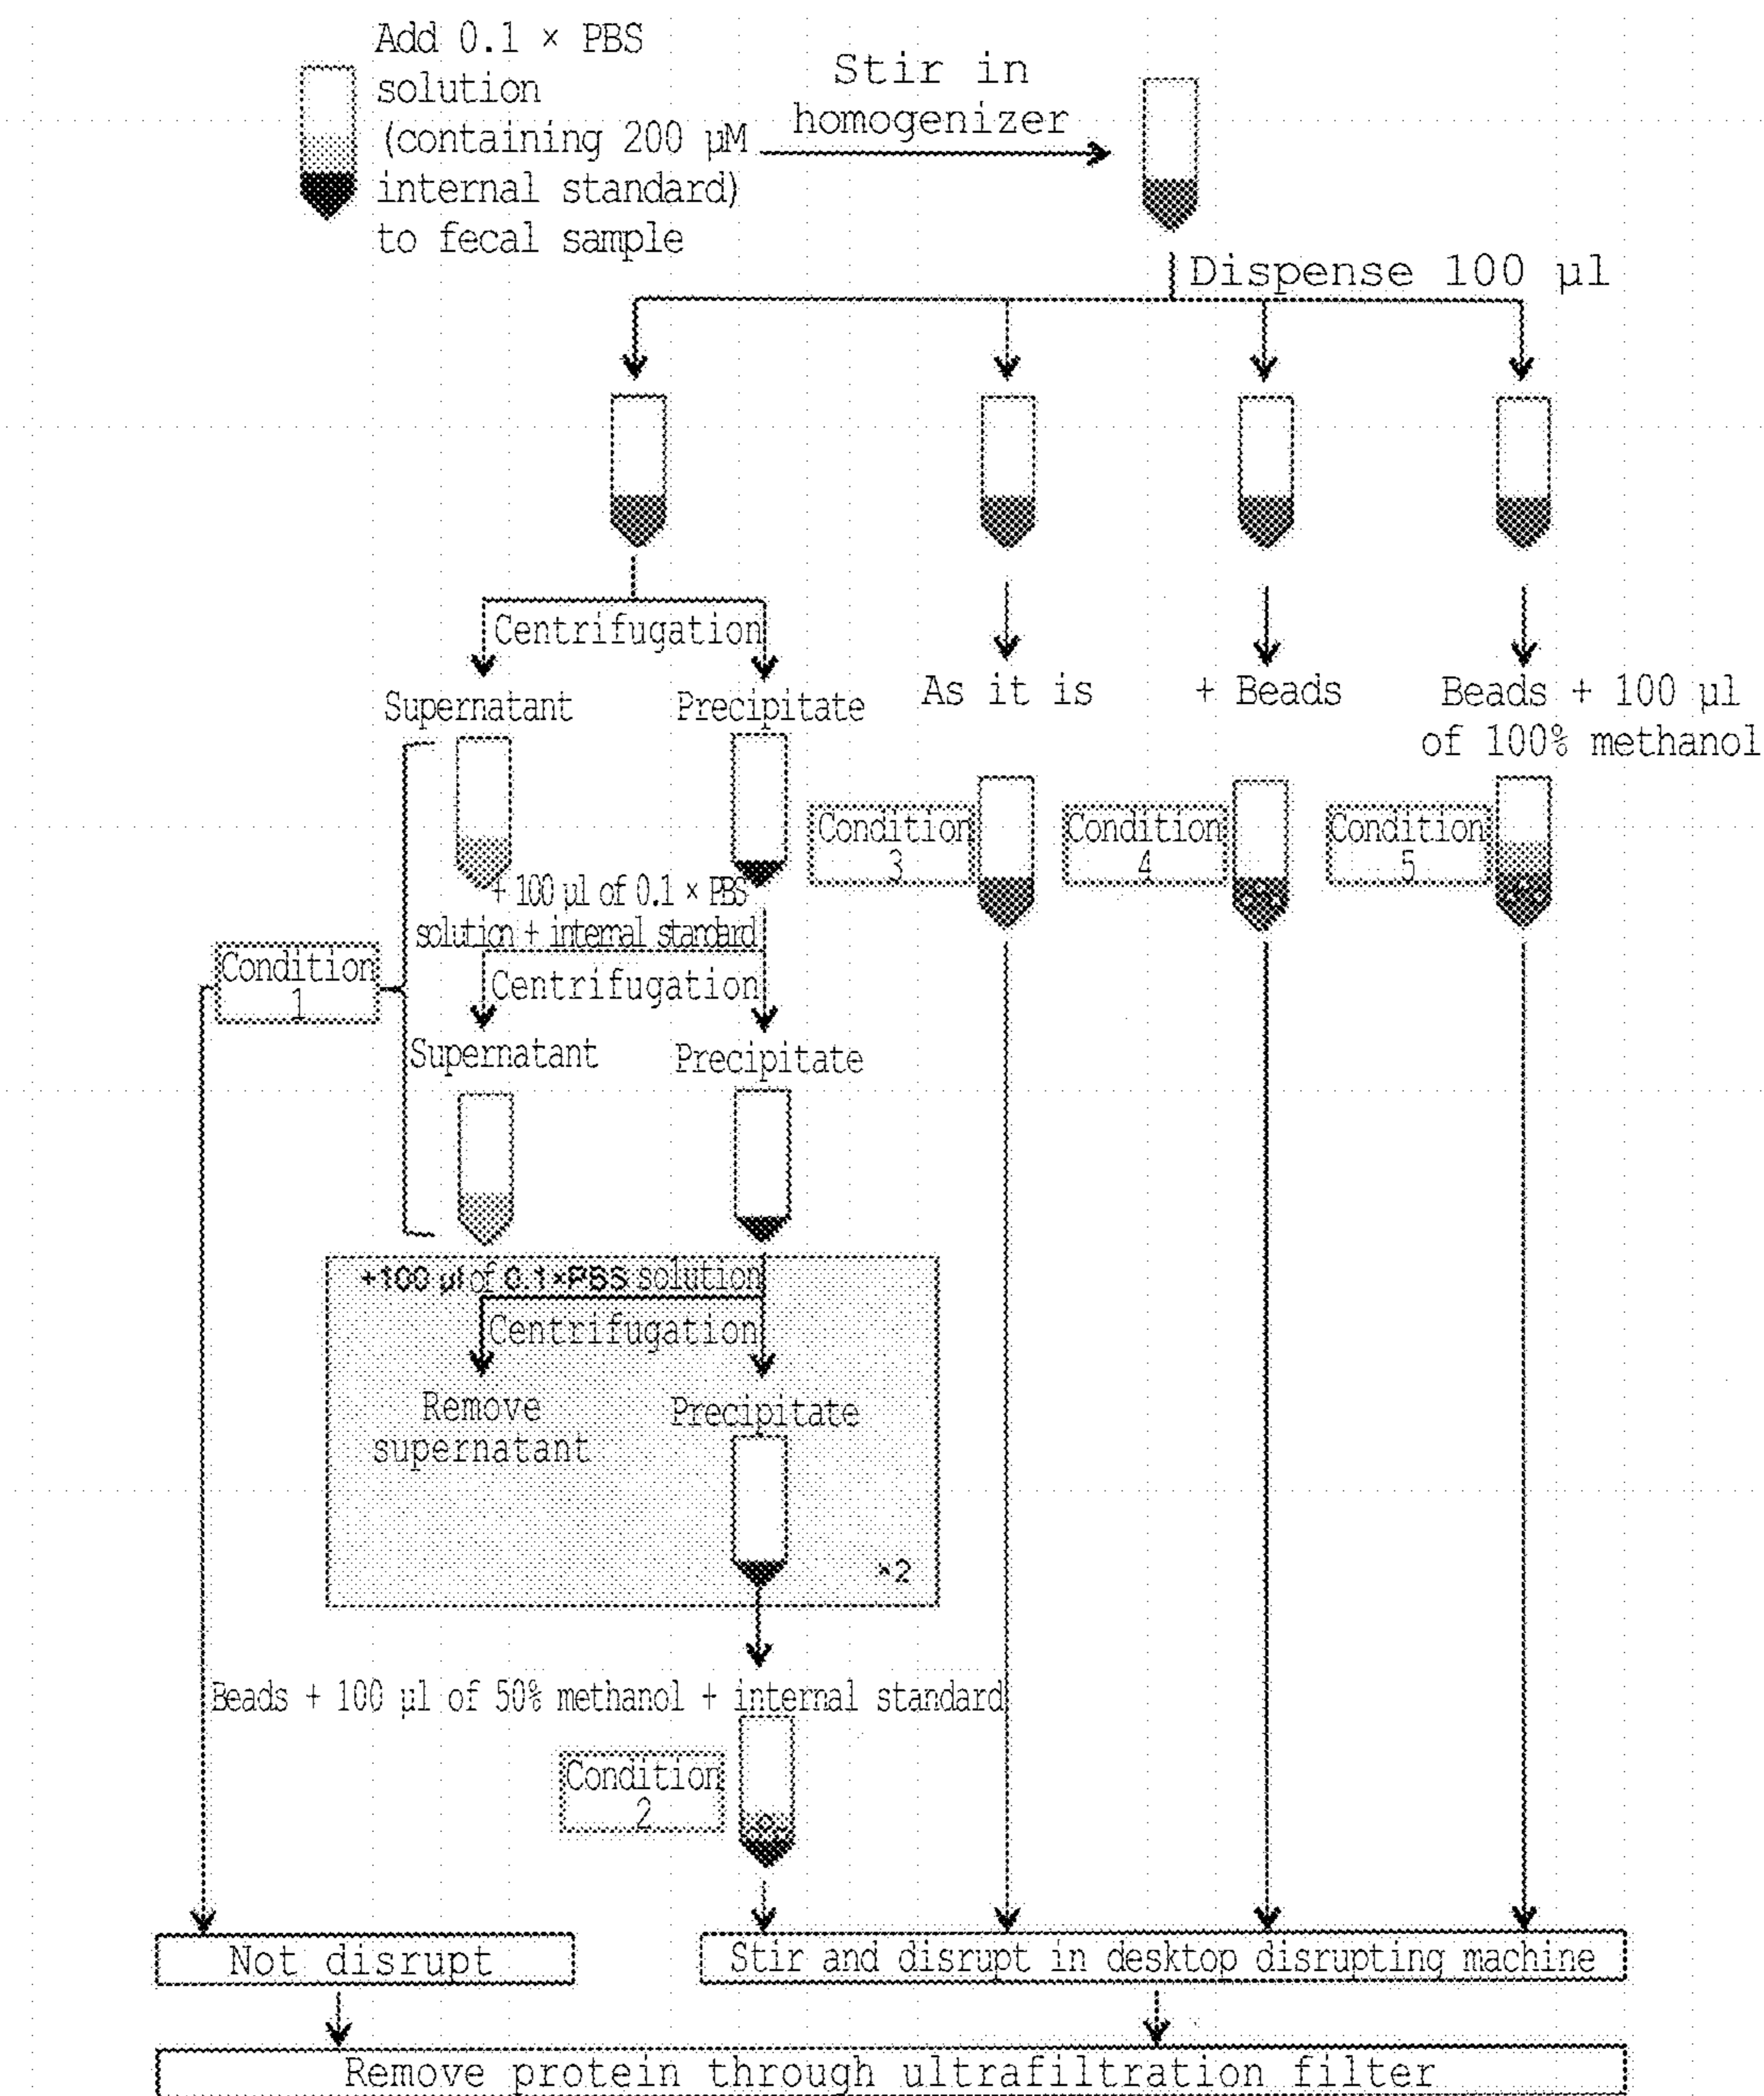 Add 0.1 × PBS
solution
(containing 200 µM
internal standard)
to fecal sample
Stir in
homogenizer
Dispense 100 µl
Centrifugation
Supernatant
Precipitate
As it is
+ Beads
Beads + 100 µl
of 100% methanol
Condition
3
Condition
4
Condition
5
+ 100 µl of 0.1 × PBS
solution + internal standard
Condition
1
Centrifugation
Supernatant
Precipitate
+100 µl of 0.1×PBS solution
Centrifugation
Remove
supernatant
Precipitate
×2
Beads + 100 µl of 50% methanol + internal standard
Condition
2
Not disrupt
Stir and disrupt in desktop disrupting machine
Remove protein through ultrafiltration filter